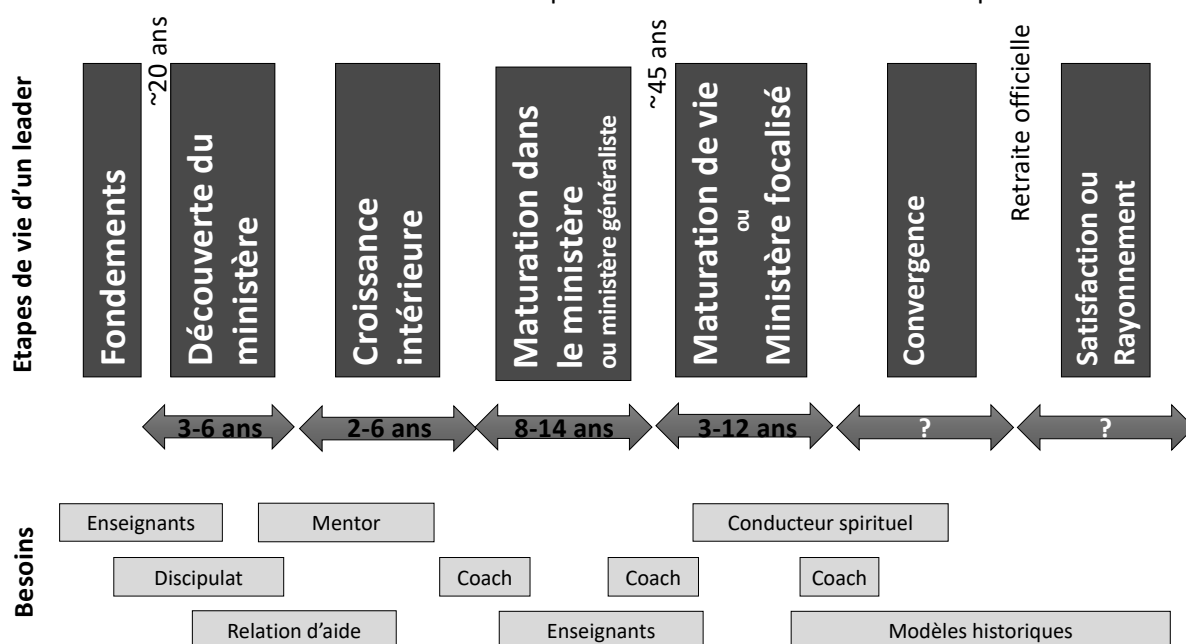 ~20 ans
~45 ans
Retraite officielle
Etapes de vie d'un leader
Fondements
Découverte du
ministère
Croissance
intérieure
Maturation dans
le ministère
ou ministère généraliste
Maturation de vie
ou
Ministère focalisé
Convergence
Satisfaction ou
Rayonnement
3-6 ans
2-6 ans
8-14 ans
3-12 ans
?
?
Besoins
Enseignants
Mentor
Conducteur spirituel
Discipulat
Coach
Coach
Coach
Relation d'aide
Enseignants
Modèles historiques